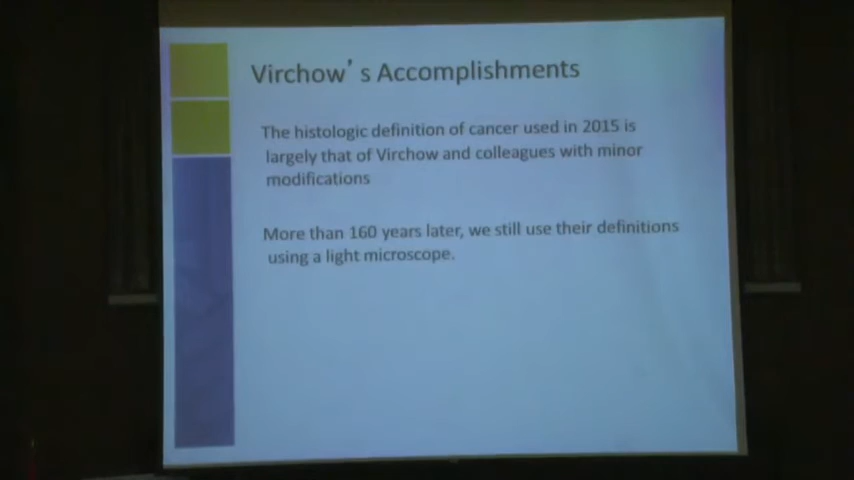 Virchow's Accomplishments
The histologic definition of cancer used in 2015 is
largely that of Virchow and colleagues with minor
modifications
More than 160 years later, we still use their definitions
using a light microscope.